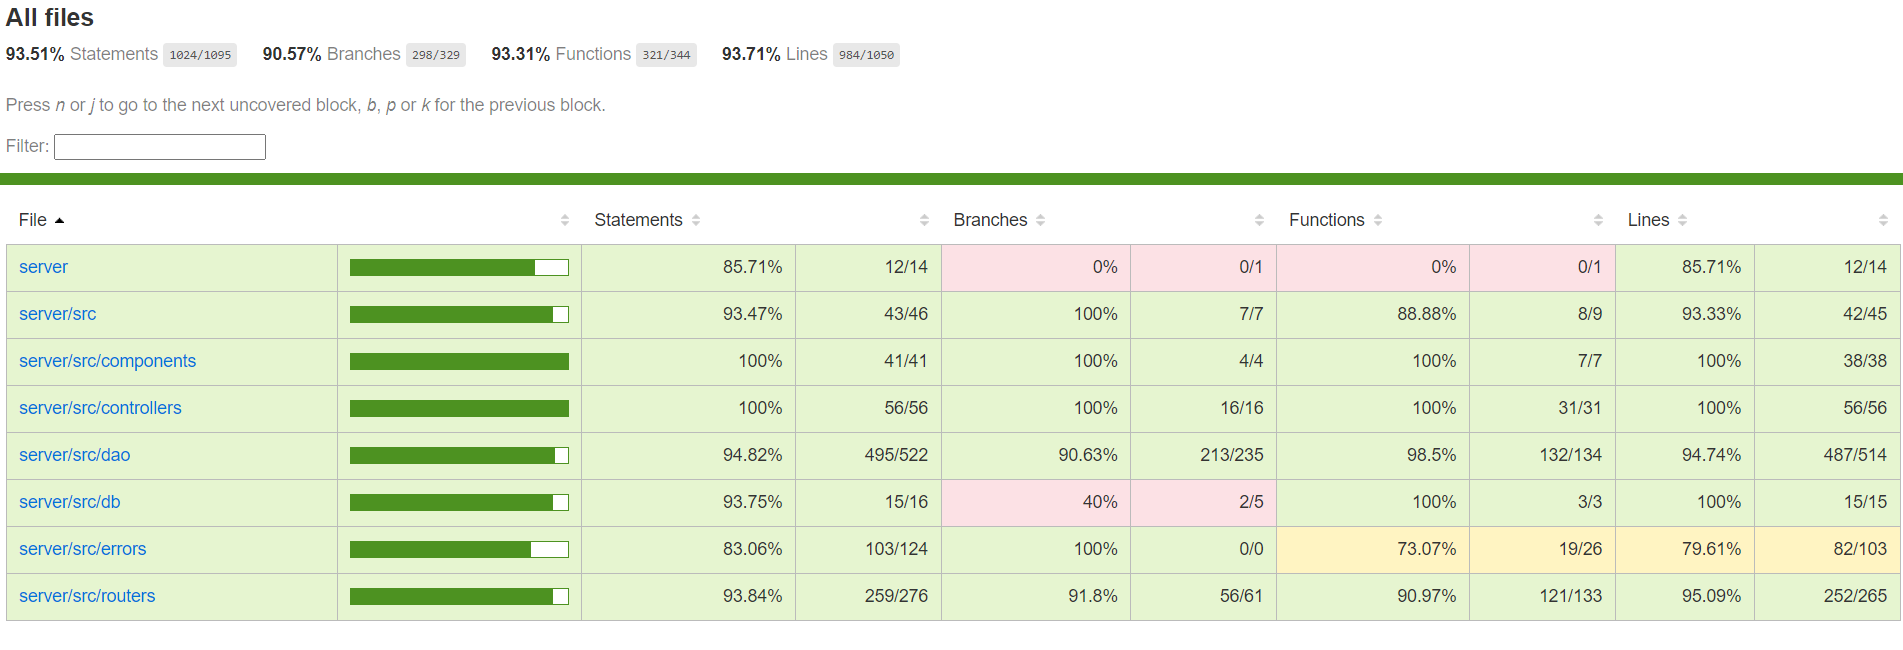 All files
93.51% Statements 1024/1095 90.57% Branches 298/329 93.31% Functions 321/344 93.71% Lines 984/1050
Press n or j to go to the next uncovered block, b, p or k for the previous block.
Filter:
File Statements Branches Functions Lines
server 85.71% 12/14 0% 0/1 0% 0/1 85.71% 12/14
server/src 93.47% 43/46 100% 7/7 88.88% 8/9 93.33% 42/45
server/src/components 100% 41/41 100% 4/4 100% 7/7 100% 38/38
server/src/controllers 100% 56/56 100% 16/16 100% 31/31 100% 56/56
server/src/dao 94.82% 495/522 90.63% 213/235 98.5% 132/134 94.74% 487/514
server/src/db 93.75% 15/16 40% 2/5 100% 3/3 100% 15/15
server/src/errors 83.06% 103/124 100% 0/0 73.07% 19/26 79.61% 82/103
server/src/routers 93.84% 259/276 91.8% 56/61 90.97% 121/133 95.09% 252/265